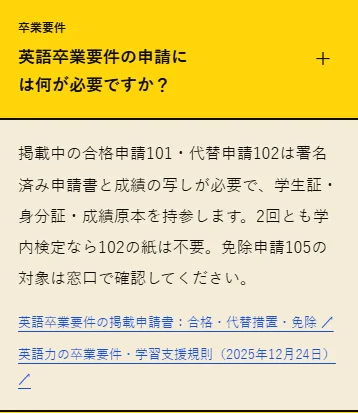 卒業要件
英語卒業要件の申請に
は何が必要ですか？
＋
掲載中の合格申請101・代替申請102は署名
済み申請書と成績の写しが必要で、学生証・
身分証・成績原本を持参します。2回とも学
内検定なら102の紙は不要。免除申請105の
対象は窓口で確認してください。
英語卒業要件の掲載申請書：合格・代替措置・免除 ↗
英語力の卒業要件・学習支援規則（2025年12月24日）
↗